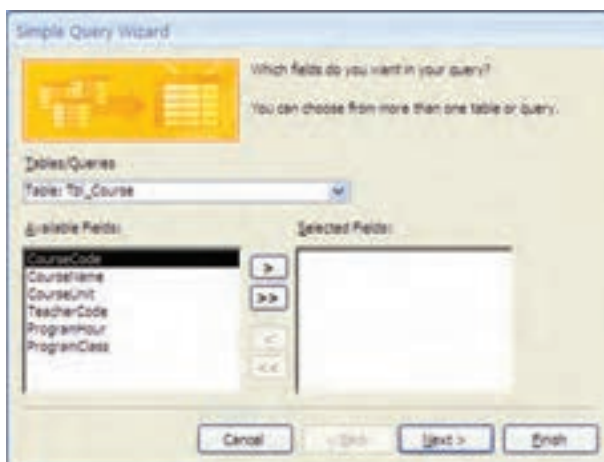 Simple Query Wizard
Which fields do you want in your query?
You can choose from more than one table or query.
Tables/Queries
Table: Tbl_Course
Available Fields:
Selected Fields:
CourseCode
CourseName
CourseUnit
TeacherCode
ProgramHour
ProgramClass
>
>>
<
<<
Cancel
< Back
Next >
Finish